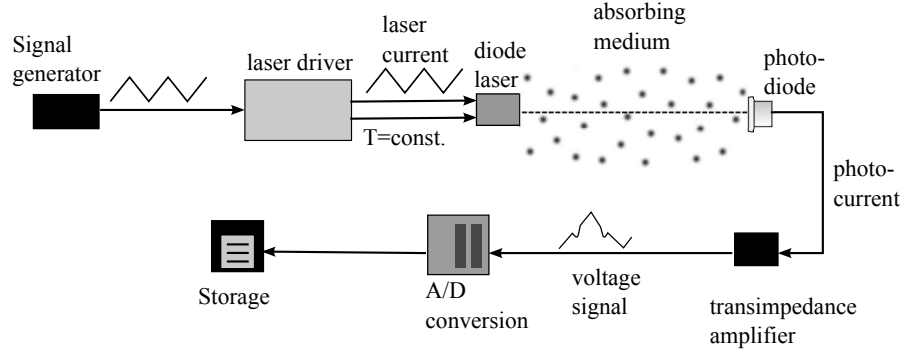 Signal
generator
laser driver
laser
current
T=const.
diode
laser
absorbing
medium
photo-
diode
photo-
current
transimpedance
amplifier
voltage
signal
A/D
conversion
Storage